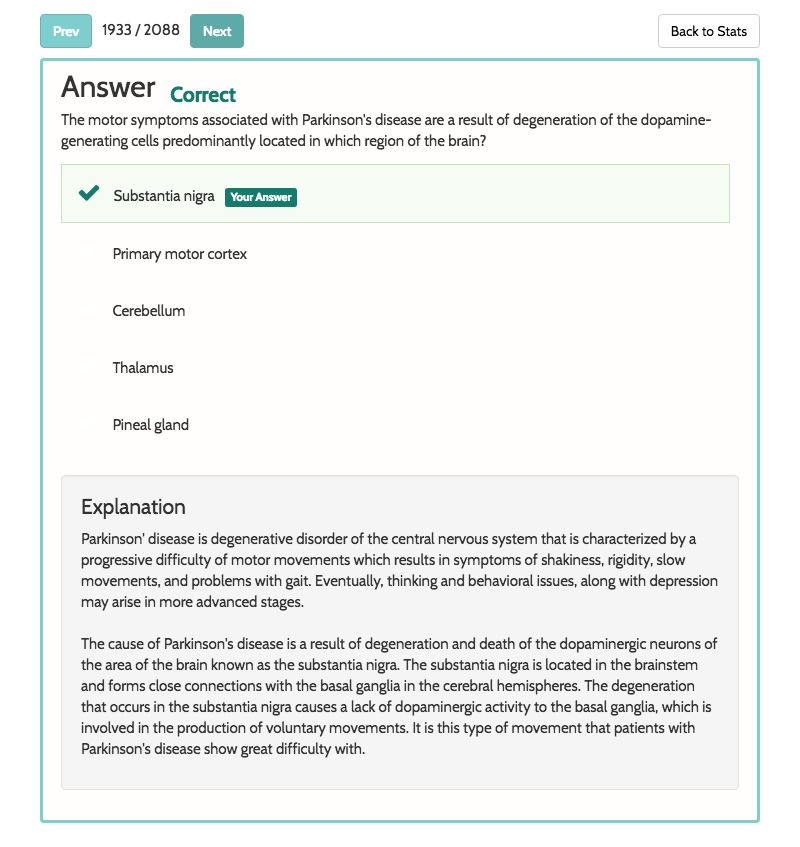 Prev 1933 / 2088 Next Back to Stats
Answer Correct
The motor symptoms associated with Parkinson's disease are a result of degeneration of the dopamine-
generating cells predominantly located in which region of the brain?
Substantia nigra Your Answer
Primary motor cortex
Cerebellum
Thalamus
Pineal gland
Explanation
Parkinson' disease is degenerative disorder of the central nervous system that is characterized by a
progressive difficulty of motor movements which results in symptoms of shakiness, rigidity, slow
movements, and problems with gait. Eventually, thinking and behavioral issues, along with depression
may arise in more advanced stages.
The cause of Parkinson's disease is a result of degeneration and death of the dopaminergic neurons of
the area of the brain known as the substantia nigra. The substantia nigra is located in the brainstem
and forms close connections with the basal ganglia in the cerebral hemispheres. The degeneration
that occurs in the substantia nigra causes a lack of dopaminergic activity to the basal ganglia, which is
involved in the production of voluntary movements. It is this type of movement that patients with
Parkinson's disease show great difficulty with.